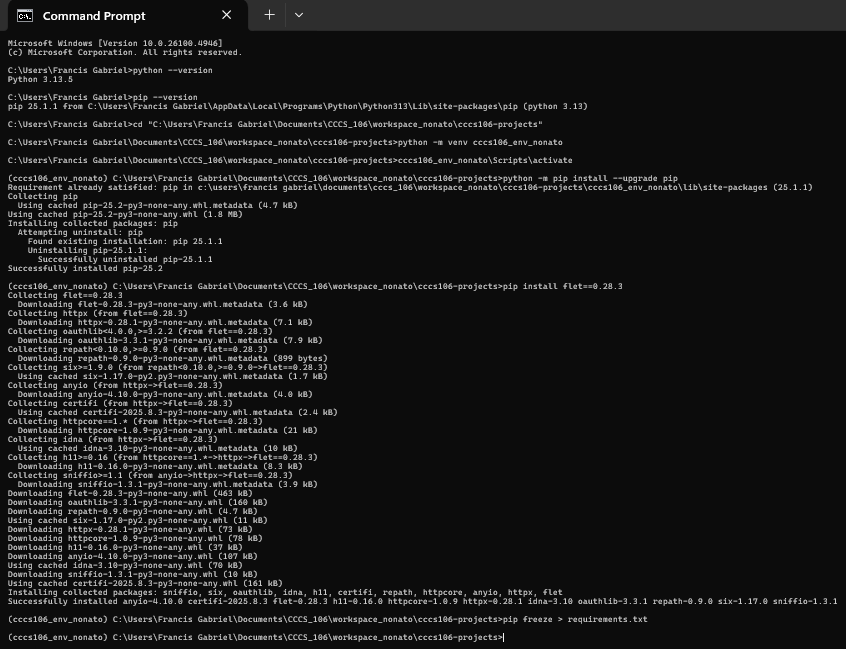 Command Prompt
Microsoft Windows [Version 10.0.26100.4946]
(c) Microsoft Corporation. All rights reserved.
C:\Users\Francis Gabriel>python --version
Python 3.13.5
C:\Users\Francis Gabriel>pip --version
pip 25.1.1 from C:\Users\Francis Gabriel\AppData\Local\Programs\Python\Python313\Lib\site-packages\pip (python 3.13)
C:\Users\Francis Gabriel>cd "C:\Users\Francis Gabriel\Documents\CCCS_106\workspace_nonato\cccs106-projects"
C:\Users\Francis Gabriel\Documents\CCCS_106\workspace_nonato\cccs106-projects>python -m venv cccs106_env_nonato
C:\Users\Francis Gabriel\Documents\CCCS_106\workspace_nonato\cccs106-projects>cccs106_env_nonato\Scripts\activate
(cccs106_env_nonato) C:\Users\Francis Gabriel\Documents\CCCS_106\workspace_nonato\cccs106-projects>python -m pip install --upgrade pip
Requirement already satisfied: pip in c:\users\francis gabriel\documents\cccs_106\workspace_nonato\cccs106-projects\cccs106_env_nonato\lib\site-packages (25.1.1)
Collecting pip
  Using cached pip-25.2-py3-none-any.whl.metadata (4.7 kB)
Using cached pip-25.2-py3-none-any.whl (1.8 MB)
Installing collected packages: pip
  Attempting uninstall: pip
    Found existing installation: pip 25.1.1
    Uninstalling pip-25.1.1:
      Successfully uninstalled pip-25.1.1
Successfully installed pip-25.2
(cccs106_env_nonato) C:\Users\Francis Gabriel\Documents\CCCS_106\workspace_nonato\cccs106-projects>pip install flet==0.28.3
Collecting flet==0.28.3
  Downloading flet-0.28.3-py3-none-any.whl.metadata (3.6 kB)
Collecting httpx (from flet==0.28.3)
  Downloading httpx-0.28.1-py3-none-any.whl.metadata (7.1 kB)
Collecting oauthlib<4.0.0,>=3.2.2 (from flet==0.28.3)
  Downloading oauthlib-3.3.1-py3-none-any.whl.metadata (7.9 kB)
Collecting repath<0.10.0,>=0.9.0 (from flet==0.28.3)
  Downloading repath-0.9.0-py3-none-any.whl.metadata (899 bytes)
Collecting six>=1.9.0 (from repath<0.10.0,>=0.9.0->flet==0.28.3)
  Using cached six-1.17.0-py2.py3-none-any.whl.metadata (1.7 kB)
Collecting anyio (from httpx->flet==0.28.3)
  Downloading anyio-4.10.0-py3-none-any.whl.metadata (4.0 kB)
Collecting certifi (from httpx->flet==0.28.3)
  Using cached certifi-2025.8.3-py3-none-any.whl.metadata (2.4 kB)
Collecting httpcore==1.* (from httpx->flet==0.28.3)
  Downloading httpcore-1.0.9-py3-none-any.whl.metadata (21 kB)
Collecting idna (from httpx->flet==0.28.3)
  Using cached idna-3.10-py3-none-any.whl.metadata (10 kB)
Collecting h11>=0.16 (from httpcore==1.*->httpx->flet==0.28.3)
  Downloading h11-0.16.0-py3-none-any.whl.metadata (8.3 kB)
Collecting sniffio>=1.1 (from anyio->httpx->flet==0.28.3)
  Downloading sniffio-1.3.1-py3-none-any.whl.metadata (3.9 kB)
Downloading flet-0.28.3-py3-none-any.whl (463 kB)
Downloading oauthlib-3.3.1-py3-none-any.whl (160 kB)
Downloading repath-0.9.0-py3-none-any.whl (4.7 kB)
Using cached six-1.17.0-py2.py3-none-any.whl (11 kB)
Downloading httpx-0.28.1-py3-none-any.whl (73 kB)
Downloading httpcore-1.0.9-py3-none-any.whl (78 kB)
Downloading h11-0.16.0-py3-none-any.whl (37 kB)
Downloading anyio-4.10.0-py3-none-any.whl (107 kB)
Using cached idna-3.10-py3-none-any.whl (70 kB)
Downloading sniffio-1.3.1-py3-none-any.whl (10 kB)
Using cached certifi-2025.8.3-py3-none-any.whl (161 kB)
Installing collected packages: sniffio, six, oauthlib, idna, h11, certifi, repath, httpcore, anyio, httpx, flet
Successfully installed anyio-4.10.0 certifi-2025.8.3 flet-0.28.3 h11-0.16.0 httpcore-1.0.9 httpx-0.28.1 idna-3.10 oauthlib-3.3.1 repath-0.9.0 six-1.17.0 sniffio-1.3.1
(cccs106_env_nonato) C:\Users\Francis Gabriel\Documents\CCCS_106\workspace_nonato\cccs106-projects>pip freeze > requirements.txt
(cccs106_env_nonato) C:\Users\Francis Gabriel\Documents\CCCS_106\workspace_nonato\cccs106-projects>